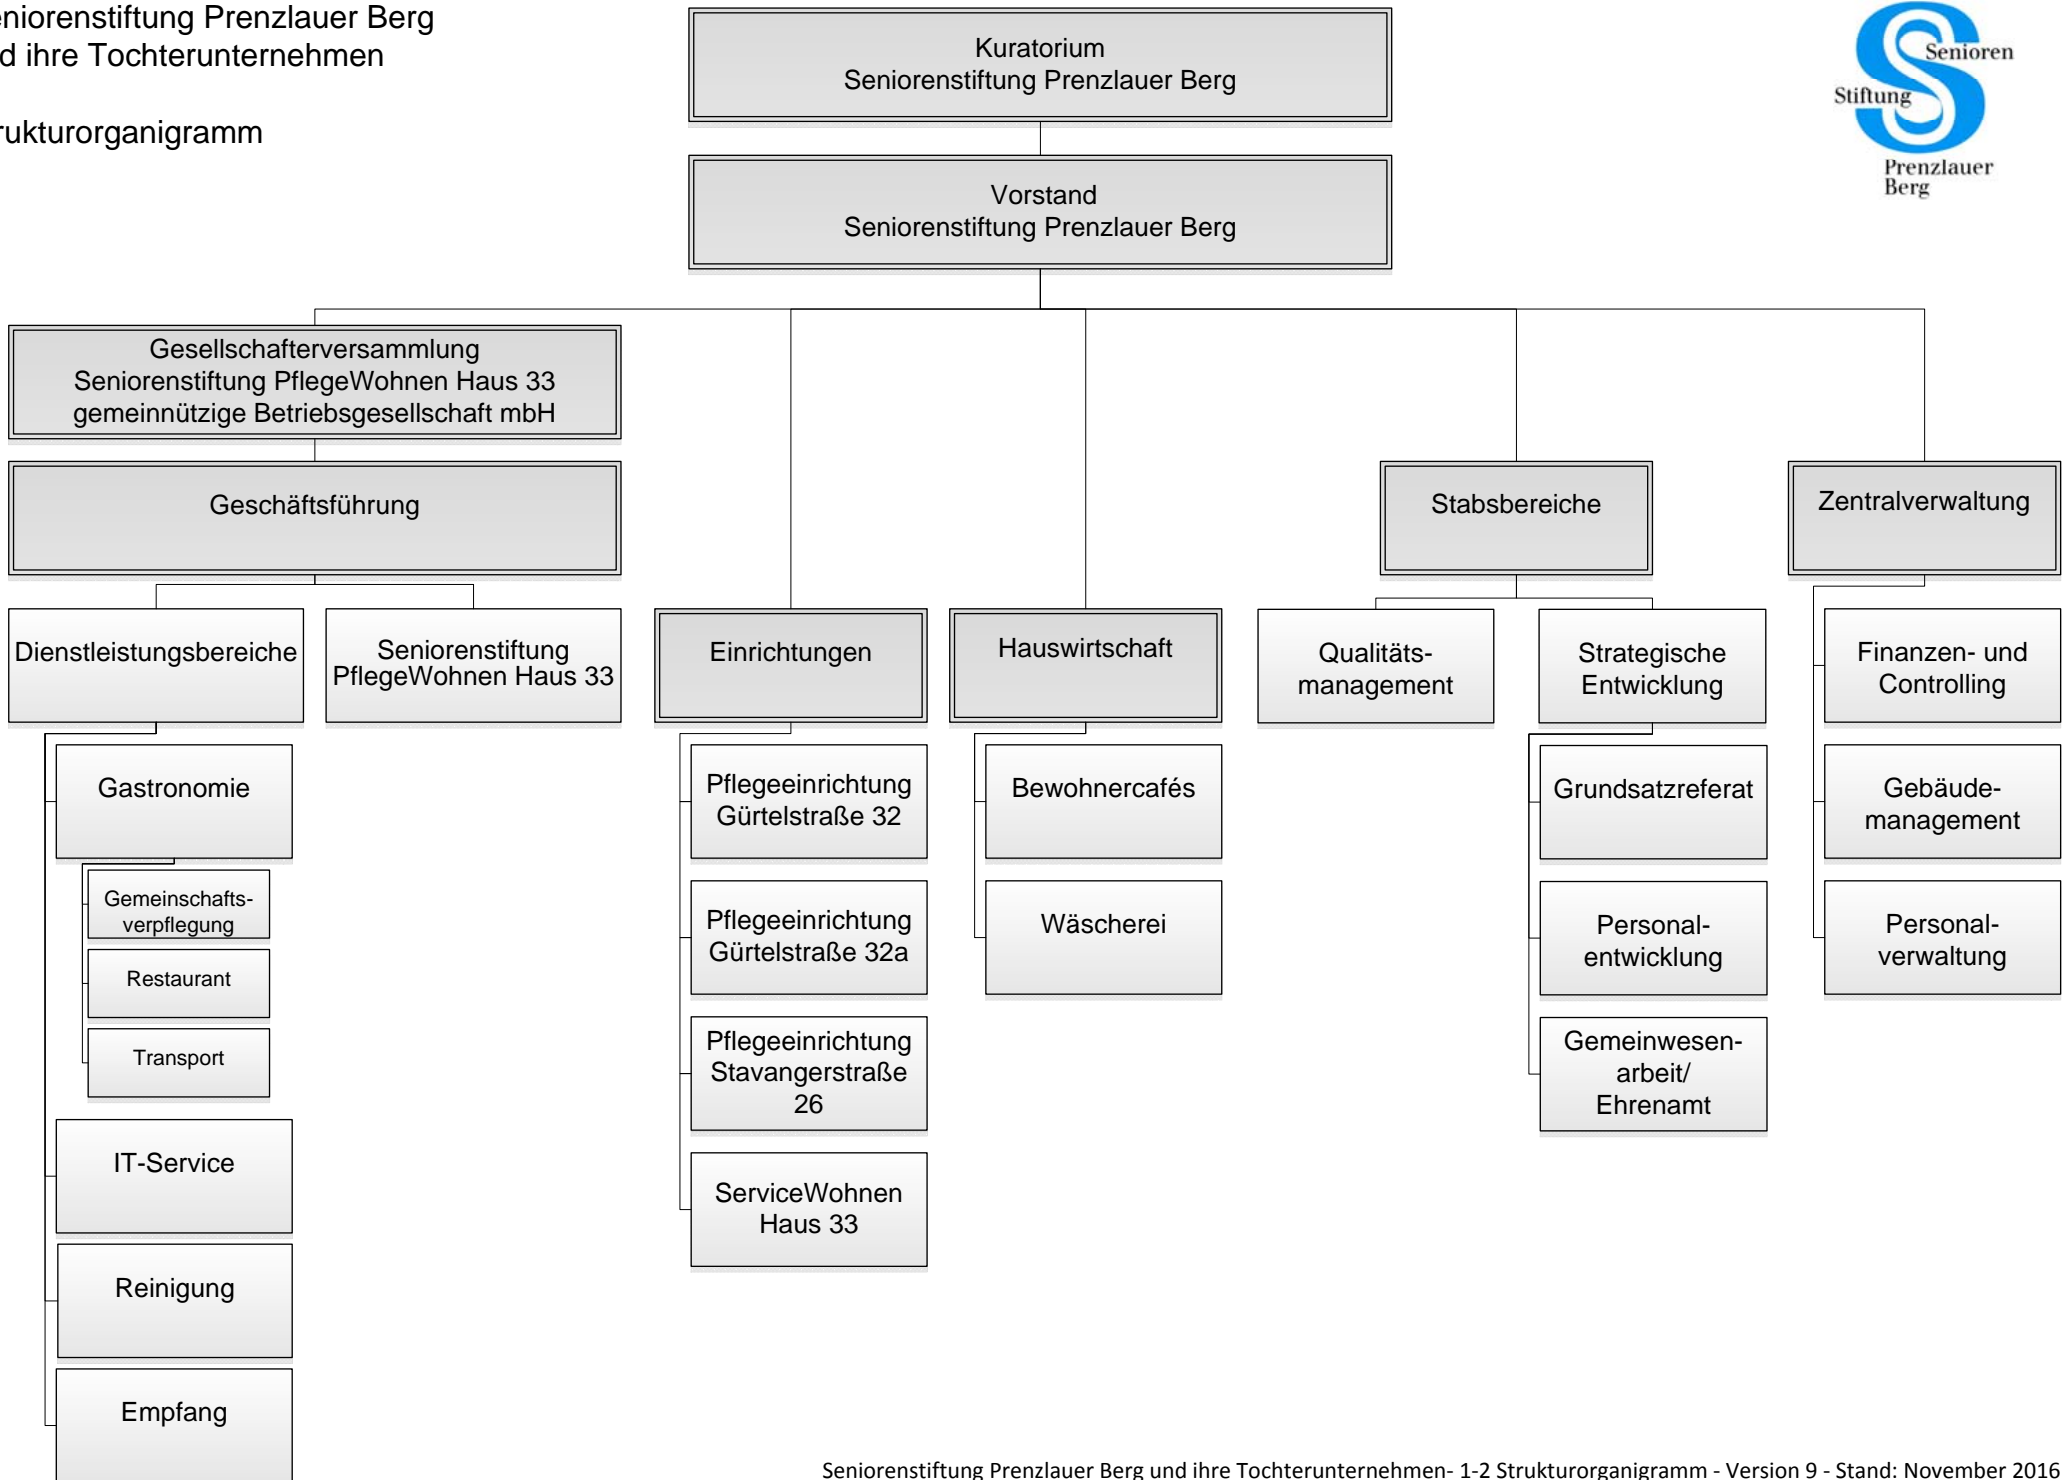 eniorenstiftung Prenzlauer Berg
d ihre Tochterunternehmen
rukturorganigramm
Kuratorium
Seniorenstiftung Prenzlauer Berg
Senioren
Stiftung
Prenzlauer
Berg
Vorstand
Seniorenstiftung Prenzlauer Berg
Gesellschafterversammlung
Seniorenstiftung PflegeWohnen Haus 33
gemeinnützige Betriebsgesellschaft mbH
Geschäftsführung
Stabsbereiche
Zentralverwaltung
Dienstleistungsbereiche
Seniorenstiftung
PflegeWohnen Haus 33
Einrichtungen
Hauswirtschaft
Qualitäts-
management
Strategische
Entwicklung
Finanzen- und
Controlling
Gastronomie
Gemeinschafts-
verpflegung
Restaurant
Transport
IT-Service
Reinigung
Empfang
Pflegeeinrichtung
Gürtelstraße 32
Pflegeeinrichtung
Gürtelstraße 32a
Pflegeeinrichtung
Stavangerstraße
26
ServiceWohnen
Haus 33
Bewohnercafés
Wäscherei
Grundsatzreferat
Personal-
entwicklung
Gemeinwesen-
arbeit/
Ehrenamt
Gebäude-
management
Personal-
verwaltung
Seniorenstiftung Prenzlauer Berg und ihre Tochterunternehmen- 1-2 Strukturorganigramm - Version 9 - Stand: November 2016